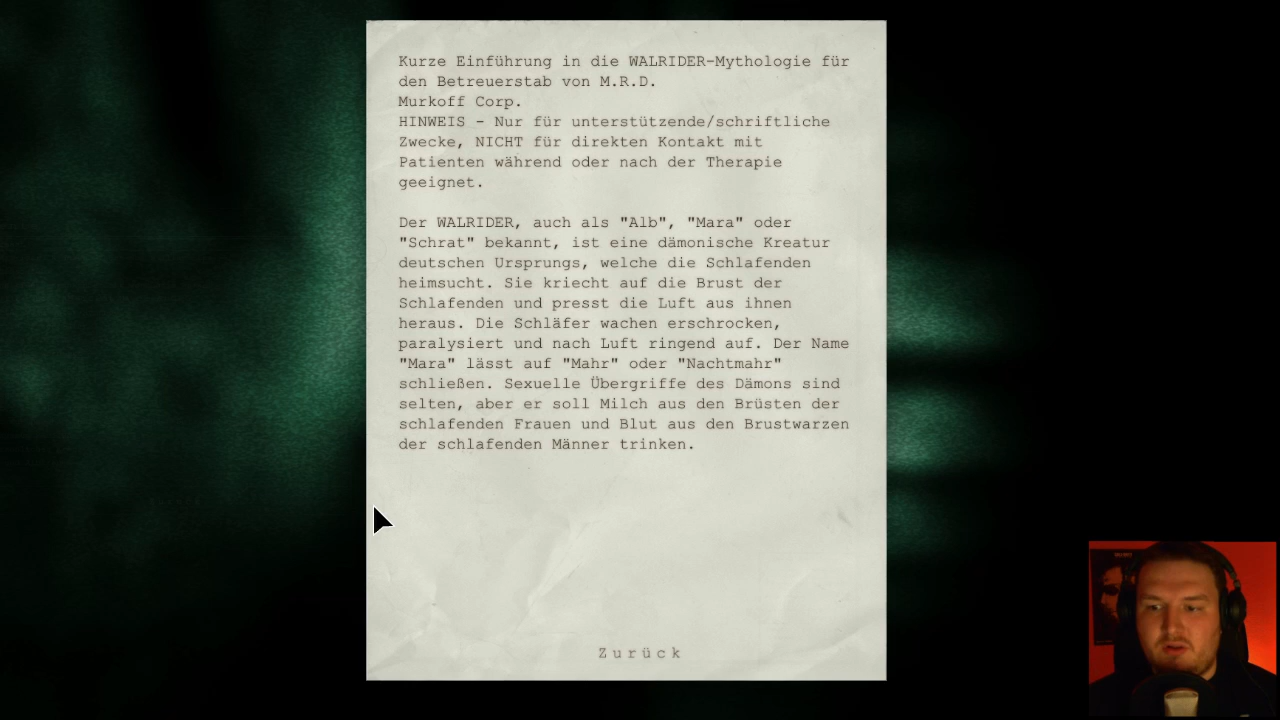 Kurze Einführung in die WALRIDER-Mythologie für
den Betreuerstab von M.R.D.
Murkoff Corp.
HINWEIS - Nur für unterstützende/schriftliche
Zwecke, NICHT für direkten Kontakt mit
Patienten während oder nach der Therapie
geeignet.
Der WALRIDER, auch als "Alb", "Mara" oder
"Schrat" bekannt, ist eine dämonische Kreatur
deutschen Ursprungs, welche die Schlafenden
heimsucht. Sie kriecht auf die Brust der
Schlafenden und presst die Luft aus ihnen
heraus. Die Schläfer wachen erschrocken,
paralysiert und nach Luft ringend auf. Der Name
"Mara" lässt auf "Mahr" oder "Nachtmahr"
schließen. Sexuelle Übergriffe des Dämons sind
selten, aber er soll Milch aus den Brüsten der
schlafenden Frauen und Blut aus den Brustwarzen
der schlafenden Männer trinken.
Zurück